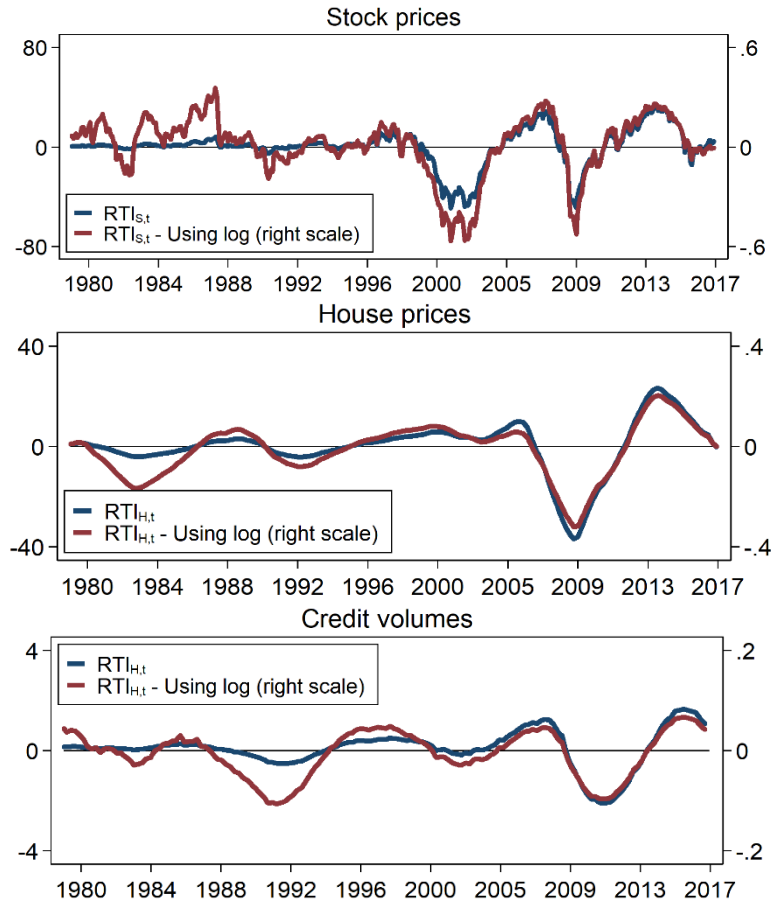 Stock prices
80
.6
0
0
-80
-.6
RTIS,t
RTIS,t - Using log (right scale)
1980 1984 1988 1992 1996 2000 2005 2009 2013 2017
House prices
40
.4
0
0
-40
-.4
RTIH,t
RTIH,t - Using log (right scale)
1980 1984 1988 1992 1996 2000 2005 2009 2013 2017
Credit volumes
4
.2
0
0
-4
-.2
RTIH,t
RTIH,t - Using log (right scale)
1980 1984 1988 1992 1996 2000 2005 2009 2013 2017